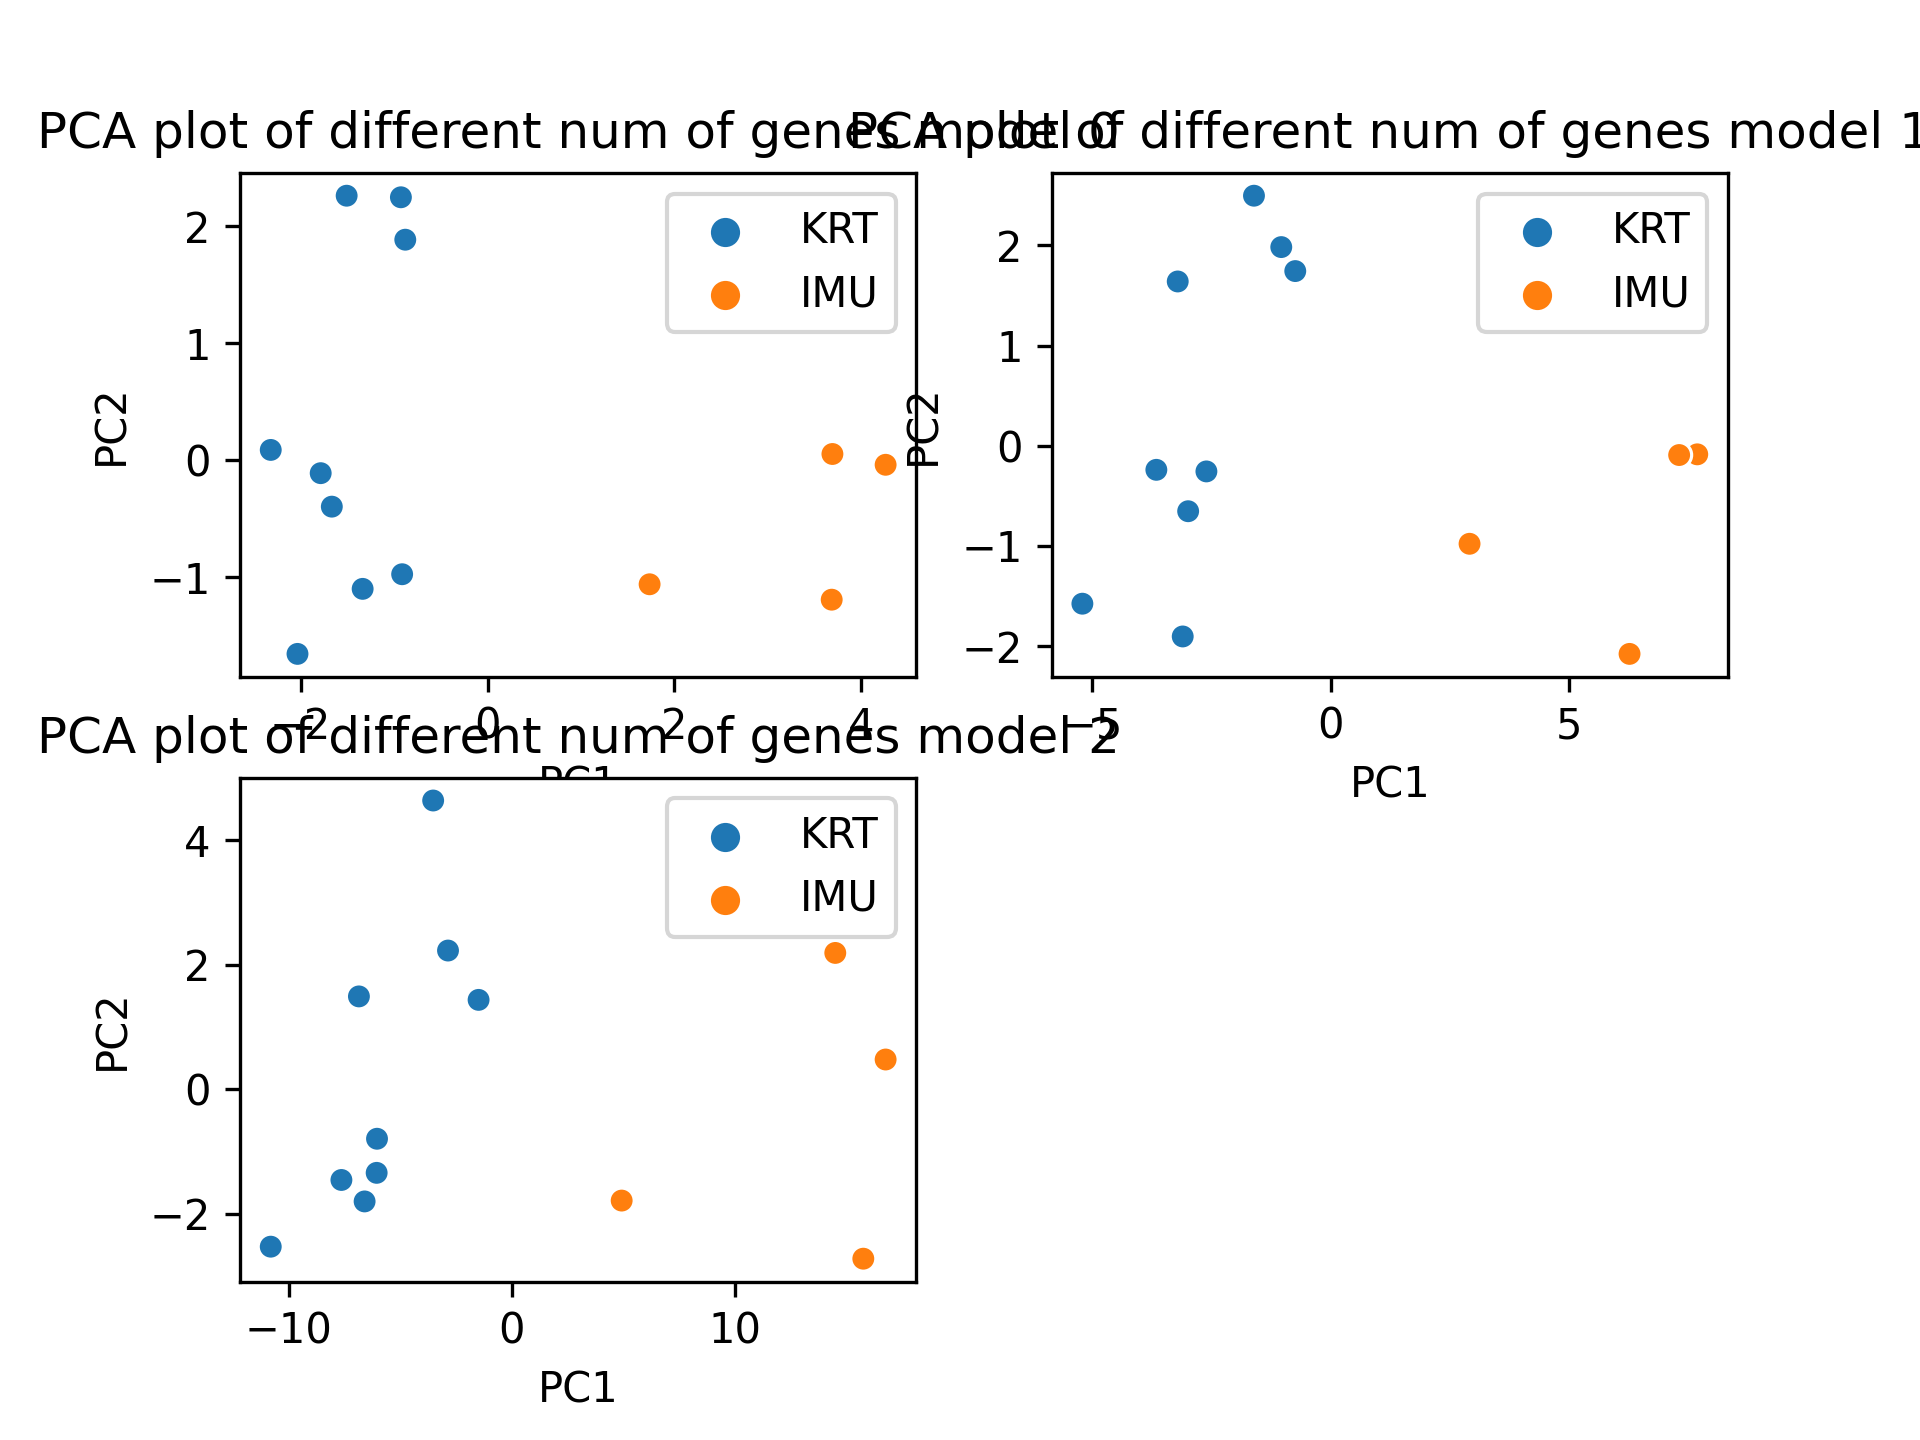 PCA plot of different num of genes model 0
PCA plot of different num of genes model 1
KRT
IMU
KRT
IMU
2
1
0
−1
PC2
2
1
0
−1
−2
PC2
−2
0
2
4
PC1
−5
0
5
PC1
PCA plot of different num of genes model 2
KRT
IMU
4
2
0
−2
PC2
−10
0
10
PC1